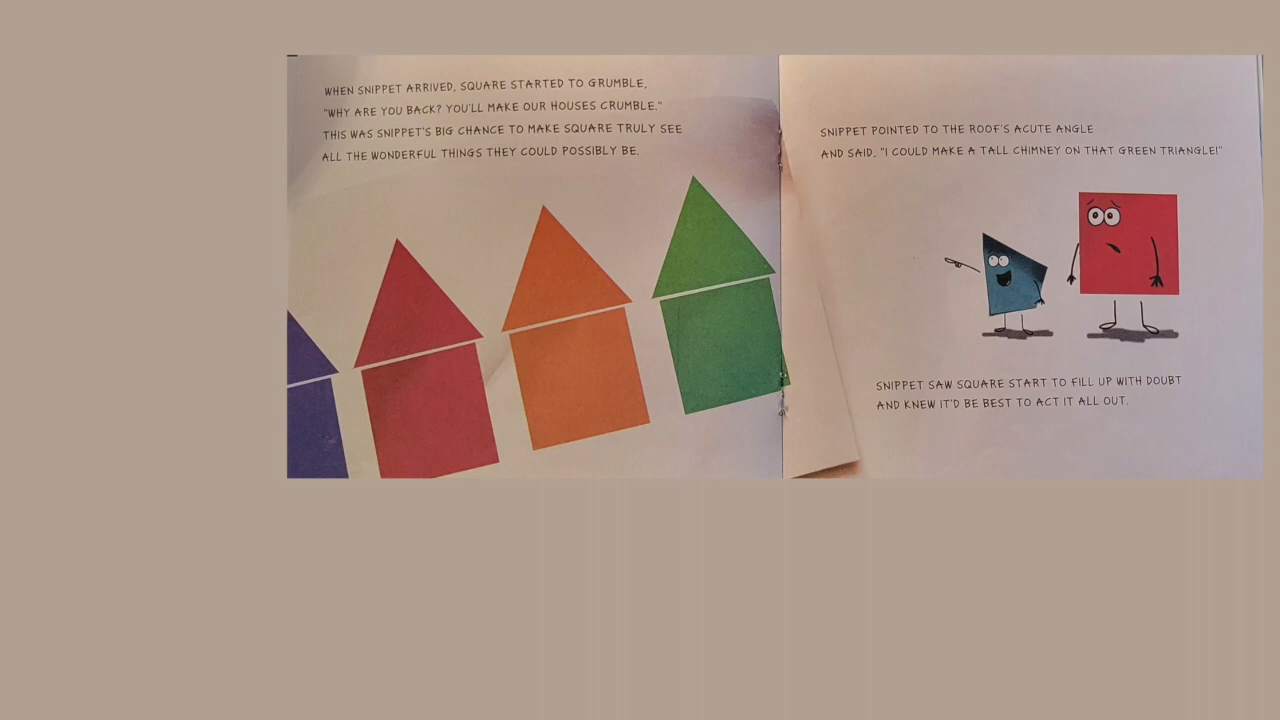 WHEN SNIPPET ARRIVED, SQUARE STARTED TO GRUMBLE,
"WHY ARE YOU BACK? YOU'LL MAKE OUR HOUSES CRUMBLE."
THIS WAS SNIPPET'S BIG CHANCE TO MAKE SQUARE TRULY SEE
ALL THE WONDERFUL THINGS THEY COULD POSSIBLY BE.
SNIPPET POINTED TO THE ROOF'S ACUTE ANGLE
AND SAID, "I COULD MAKE A TALL CHIMNEY ON THAT GREEN TRIANGLE!"
SNIPPET SAW SQUARE START TO FILL UP WITH DOUBT
AND KNEW IT'D BE BEST TO ACT IT ALL OUT.